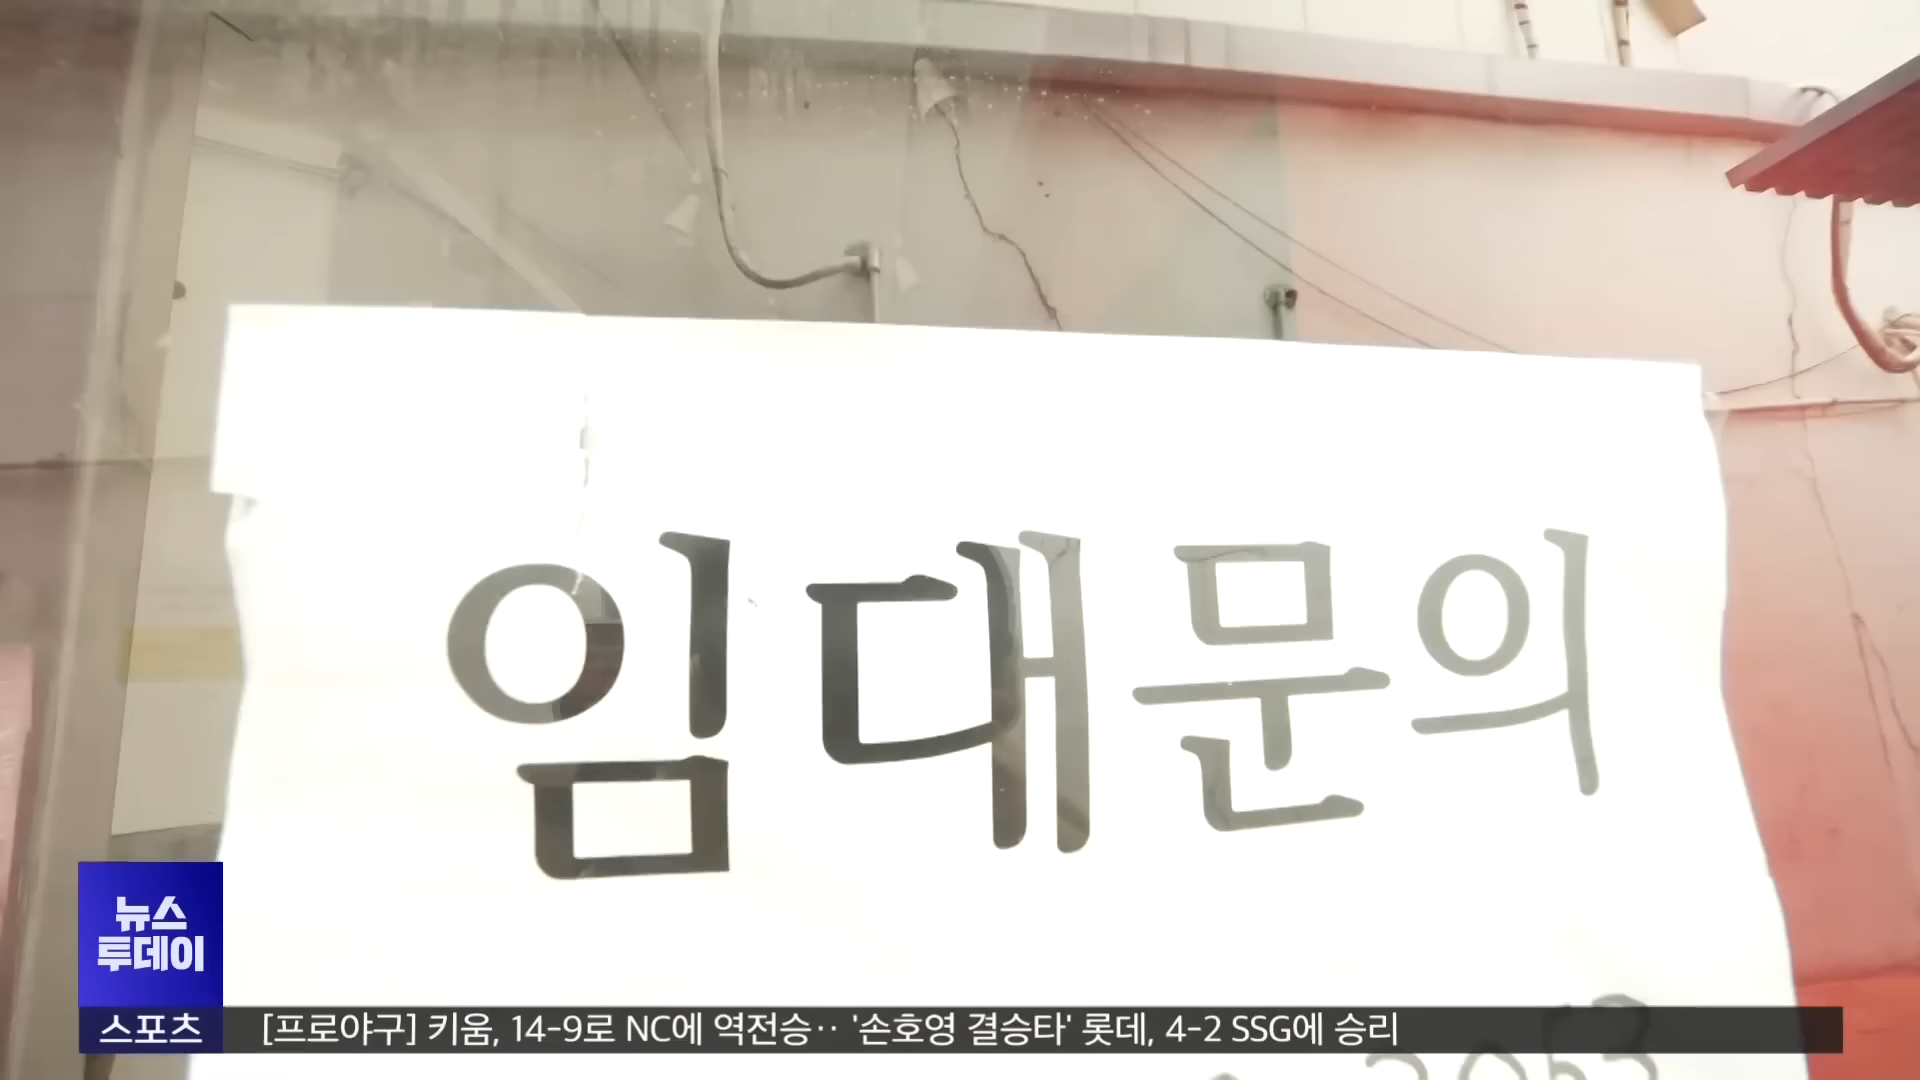 임대문의
뉴스
투데이
스포츠
[프로야구] 키움, 14-9로 NC에 역전승·· '손호영 결승타' 롯데, 4-2 SSG에 승리